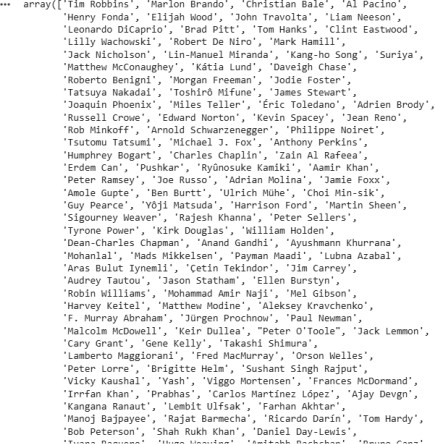 ••• array(['Tim Robbins', 'Marlon Brando', 'Christian Bale', 'Al Pacino',
'Henry Fonda', 'Elijah Wood', 'John Travolta', 'Liam Neeson',
'Leonardo DiCaprio', 'Brad Pitt', 'Tom Hanks', 'Clint Eastwood',
'Lilly Wachowski', 'Robert De Niro', 'Mark Hamill',
'Jack Nicholson', 'Lin-Manuel Miranda', 'Kang-ho Song', 'Suriya',
'Matthew McConaughey', 'Kátia Lund', 'Daveigh Chase',
'Roberto Benigni', 'Morgan Freeman', 'Jodie Foster',
'Tatsuya Nakadai', 'Toshirô Mifune', 'James Stewart',
'Joaquin Phoenix', 'Miles Teller', 'Éric Toledano', 'Adrien Brody',
'Russell Crowe', 'Edward Norton', 'Kevin Spacey', 'Jean Reno',
'Rob Minkoff', 'Arnold Schwarzenegger', 'Philippe Noiret',
'Tsutomu Tatsumi', 'Michael J. Fox', 'Anthony Perkins',
'Humphrey Bogart', 'Charles Chaplin', 'Zain Al Rafeea',
'Erdem Can', 'Pushkar', 'Ryûnosuke Kamiki', 'Aamir Khan',
'Peter Ramsey', 'Joe Russo', 'Adrian Molina', 'Jamie Foxx',
'Amole Gupte', 'Ben Burtt', 'Ulrich Mühe', 'Choi Min-sik',
'Guy Pearce', 'Yôji Matsuda', 'Harrison Ford', 'Martin Sheen',
'Sigourney Weaver', 'Rajesh Khanna', 'Peter Sellers',
'Tyrone Power', 'Kirk Douglas', 'William Holden',
'Dean-Charles Chapman', 'Anand Gandhi', 'Ayushmann Khurrana',
'Mohanlal', 'Mads Mikkelsen', 'Payman Maadi', 'Lubna Azabal',
'Aras Bulut Iynemli', 'Çetin Tekindor', 'Jim Carrey',
'Audrey Tautou', 'Jason Statham', 'Ellen Burstyn',
'Robin Williams', 'Mohammad Amir Naji', 'Mel Gibson',
'Harvey Keitel', 'Matthew Modine', 'Aleksey Kravchenko',
'F. Murray Abraham', 'Jürgen Prochnow', 'Paul Newman',
'Malcolm McDowell', 'Keir Dullea', "Peter O'Toole", 'Jack Lemmon',
'Cary Grant', 'Gene Kelly', 'Takashi Shimura',
'Lamberto Maggiorani', 'Fred MacMurray', 'Orson Welles',
'Peter Lorre', 'Brigitte Helm', 'Sushant Singh Rajput',
'Vicky Kaushal', 'Yash', 'Viggo Mortensen', 'Frances McDormand',
'Irrfan Khan', 'Prabhas', 'Carlos Martínez López', 'Ajay Devgn',
'Kangana Ranaut', 'Lembit Ulfsak', 'Farhan Akhtar',
'Manoj Bajpayee', 'Rajat Barmecha', 'Ricardo Darín', 'Tom Hardy',
'Bob Peterson', 'Shah Rukh Khan', 'Daniel Day-Lewis',